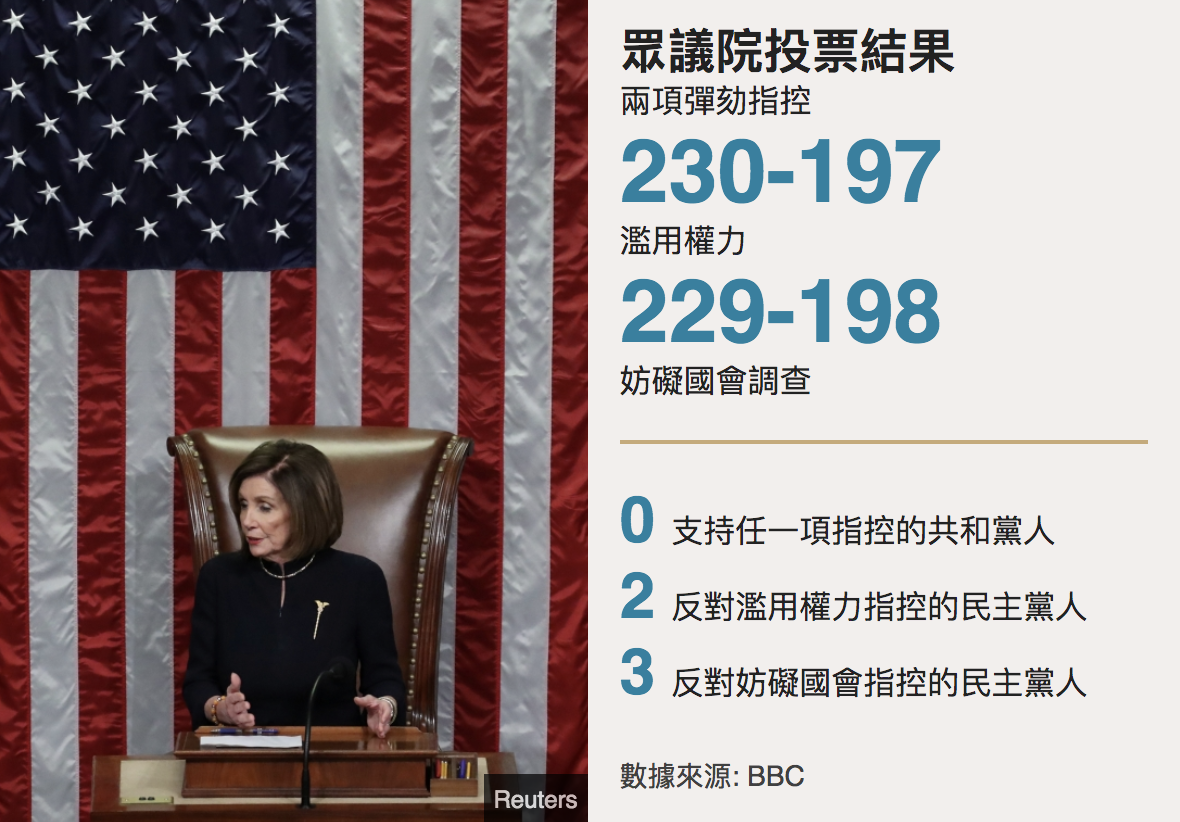 眾議院投票結果
兩項彈劾指控
230-197
濫用權力
229-198
妨礙國會調查
0 支持任一項指控的共和黨人
2 反對濫用權力指控的民主黨人
3 反對妨礙國會指控的民主黨人
數據來源: BBC
Reuters